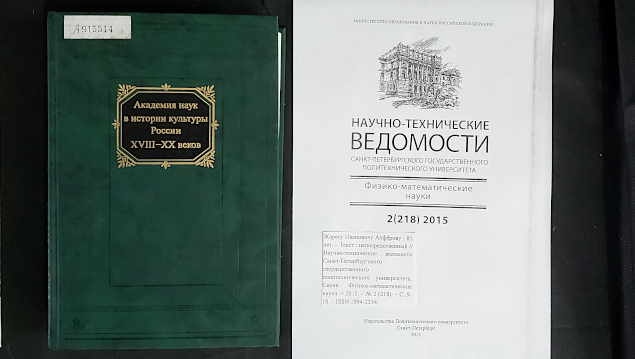 А915514
Академия наук
в истории культуры
России
XVIII–XX веков
МИНИСТЕРСТВО ОБРАЗОВАНИЯ И НАУКИ РОССИЙСКОЙ ФЕДЕРАЦИИ
НАУЧНО-ТЕХНИЧЕСКИЕ
ВЕДОМОСТИ
САНКТ-ПЕТЕРБУРГСКОГО ГОСУДАРСТВЕННОГО
ПОЛИТЕХНИЧЕСКОГО УНИВЕРСИТЕТА
Физико-математические
науки
2(218) 2015
Жоресу Ивановичу Алфёрову – 85
лет. – Текст : непосредственный //
Научно-технические ведомости
Санкт-Петербургского
государственного
политехнического университета.
Серия: Физико-математические
науки. – 2015. – № 2 (218). – С. 9-
10. – ISSN 1994-2354.
Издательство Политехнического университета
Санкт-Петербург
2015